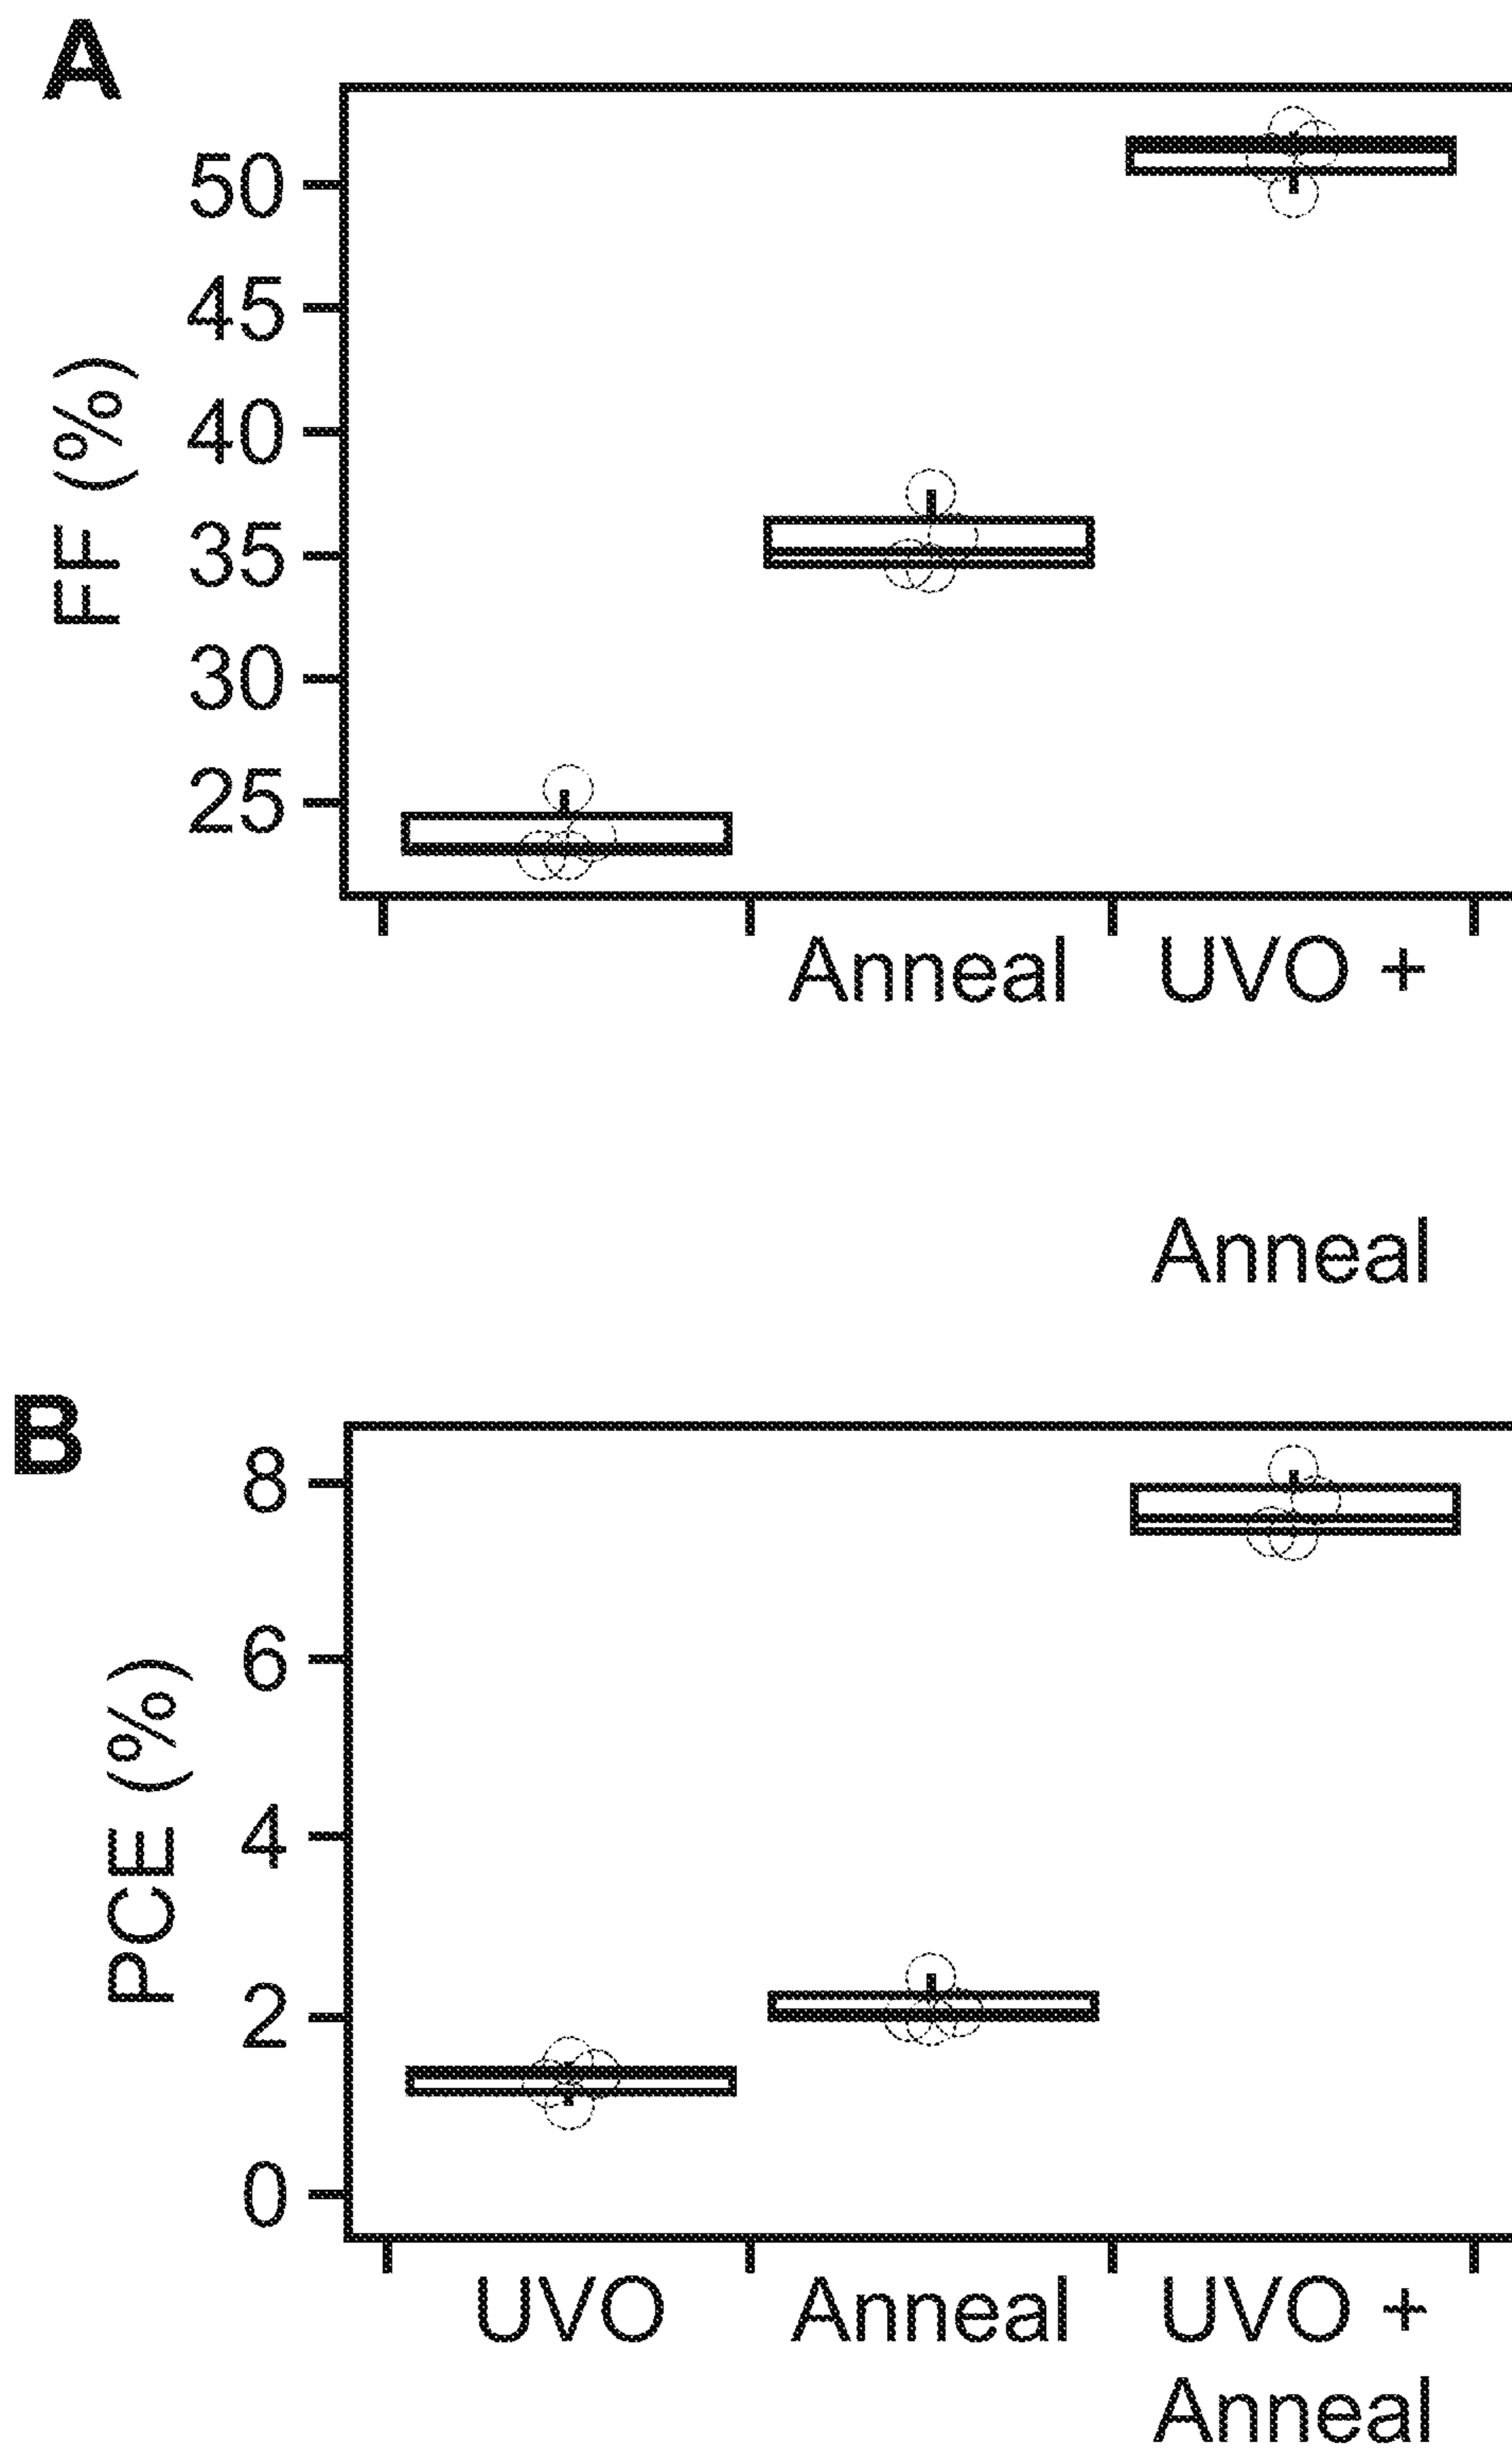 A
50
45
40
35
30
25
FF (%)
Anneal UVO +
Anneal
B
8
6
4
2
0
PCE (%)
UVO Anneal UVO +
Anneal